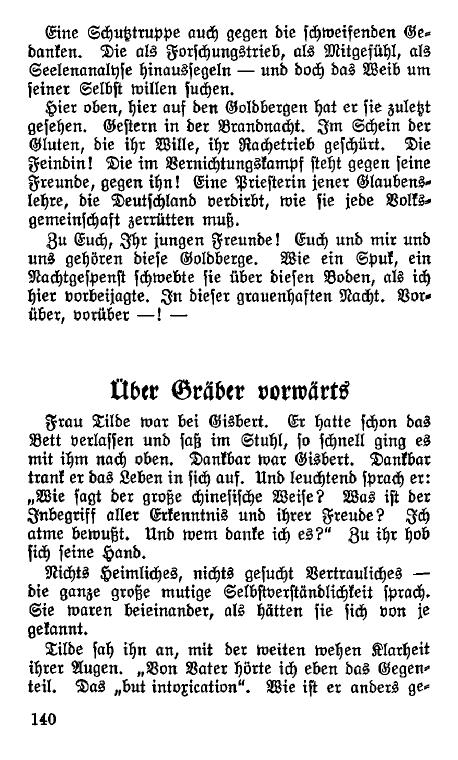 Eine Schutztruppe auch gegen die schweifenden Ge-
danken. Die als Forschungstrieb, als Mitgefühl, als
Seelenanalyse hinaussegeln — und doch das Weib um
seiner Selbst willen suchen.
Hier oben, hier auf den Goldbergen hat er sie zuletzt
gesehen. Gestern in der Brandnacht. Im Schein der
Gluten, die ihr Wille, ihr Rachetrieb geschürt. Die
Feindin! Die im Vernichtungskampf steht gegen seine
Freunde, gegen ihn! Eine Priesterin jener Glaubens-
lehre, die Deutschland verdirbt, wie sie jede Volks-
gemeinschaft zerrütten muß.
Zu Euch, Ihr jungen Freunde! Euch und mir und
uns gehören diese Goldberge. Wie ein Spuk, ein
Nachtgespenst schwebte sie über diesen Boden, als ich
hier vorbeijagte. In dieser grauenhaften Nacht. Vor-
über, vorüber —! —
Über Gräber vorwärts
Frau Tilde war bei Gisbert. Er hatte schon das
Bett verlassen und saß im Stuhl, so schnell ging es
mit ihm nach oben. Dankbar war Gisbert. Dankbar
trank er das Leben in sich auf. Und leuchtend sprach er:
„Wie sagt der große chinesische Weise? Was ist der
Inbegriff aller Erkenntnis und ihrer Freude? Ich
atme bewußt. Und wem danke ich es?“ Zu ihr hob
sich seine Hand.
Nichts Heimliches, nichts gesucht Vertrauliches —
die ganze große mutige Selbstverständlichkeit sprach.
Sie waren beieinander, als hätten sie sich von je
gekannt.
Tilde sah ihn an, mit der weiten wehen Klarheit
ihrer Augen. „Von Vater hörte ich eben das Gegen-
teil. Das „but intoxication“. Wie ist er anders ge-
140